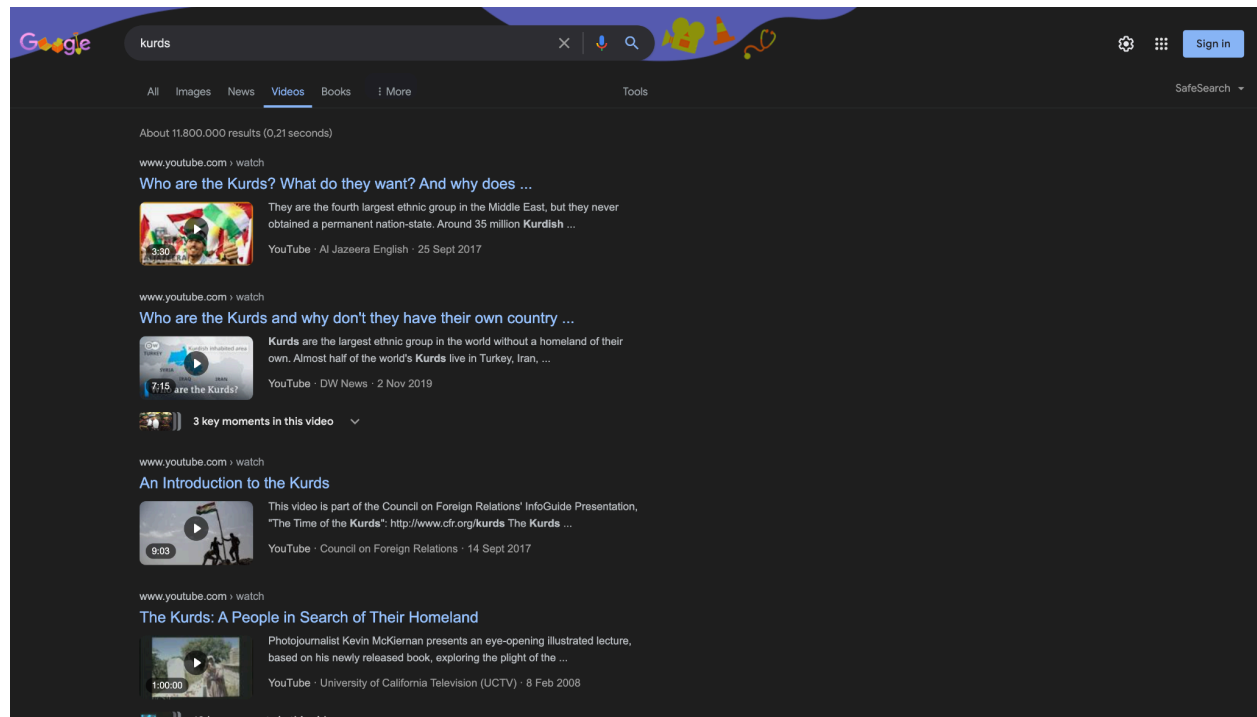 Google
kurds
Sign in
All Images News Videos Books More Tools
SafeSearch
About 11.800.000 results (0,21 seconds)
www.youtube.com › watch
Who are the Kurds? What do they want? And why does ...
They are the fourth largest ethnic group in the Middle East, but they never
obtained a permanent nation-state. Around 35 million Kurdish ...
3:30
YouTube · Al Jazeera English · 25 Sept 2017
www.youtube.com › watch
Who are the Kurds and why don't they have their own country ...
Kurds are the largest ethnic group in the world without a homeland of their
own. Almost half of the world's Kurds live in Turkey, Iran, ...
DW
Kurdish inhabited area
TURKEY
IRAN
7:15
are the Kurds?
YouTube · DW News · 2 Nov 2019
3 key moments in this video
www.youtube.com › watch
An Introduction to the Kurds
This video is part of the Council on Foreign Relations' InfoGuide Presentation,
"The Time of the Kurds": http://www.cfr.org/kurds The Kurds ...
9:03
YouTube · Council on Foreign Relations · 14 Sept 2017
www.youtube.com › watch
The Kurds: A People in Search of Their Homeland
Photojournalist Kevin McKiernan presents an eye-opening illustrated lecture,
based on his newly released book, exploring the plight of the ...
1:00:00
YouTube · University of California Television (UCTV) · 8 Feb 2008